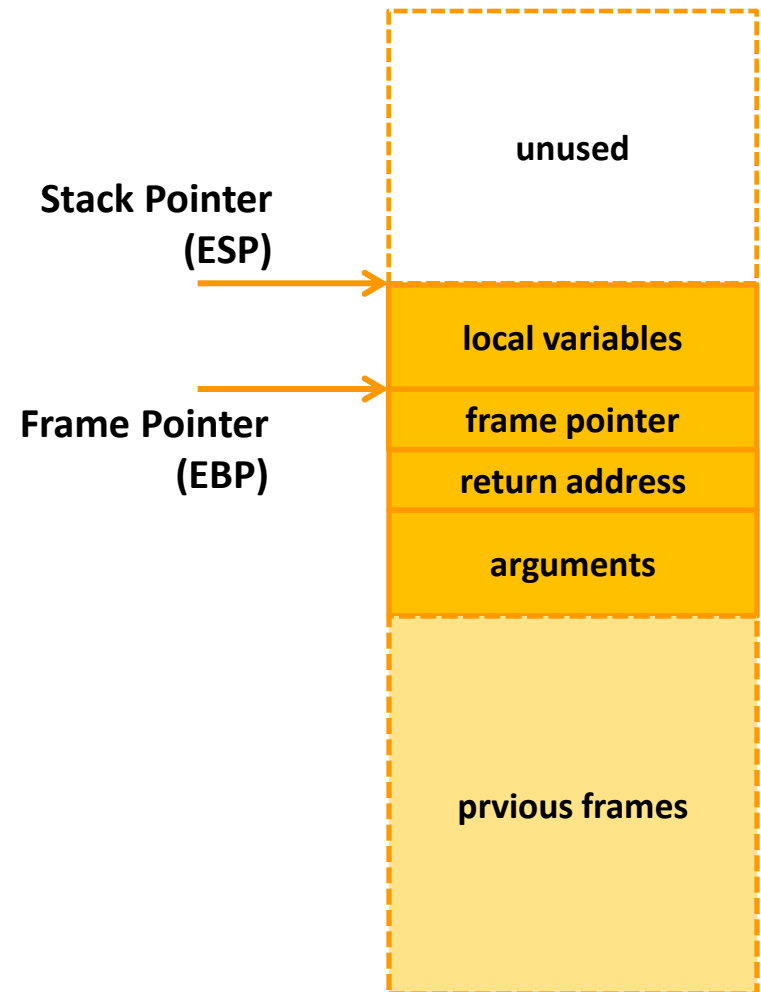 unused
Stack Pointer
(ESP)
local variables
Frame Pointer
(EBP)
frame pointer
return address
arguments
prvious frames